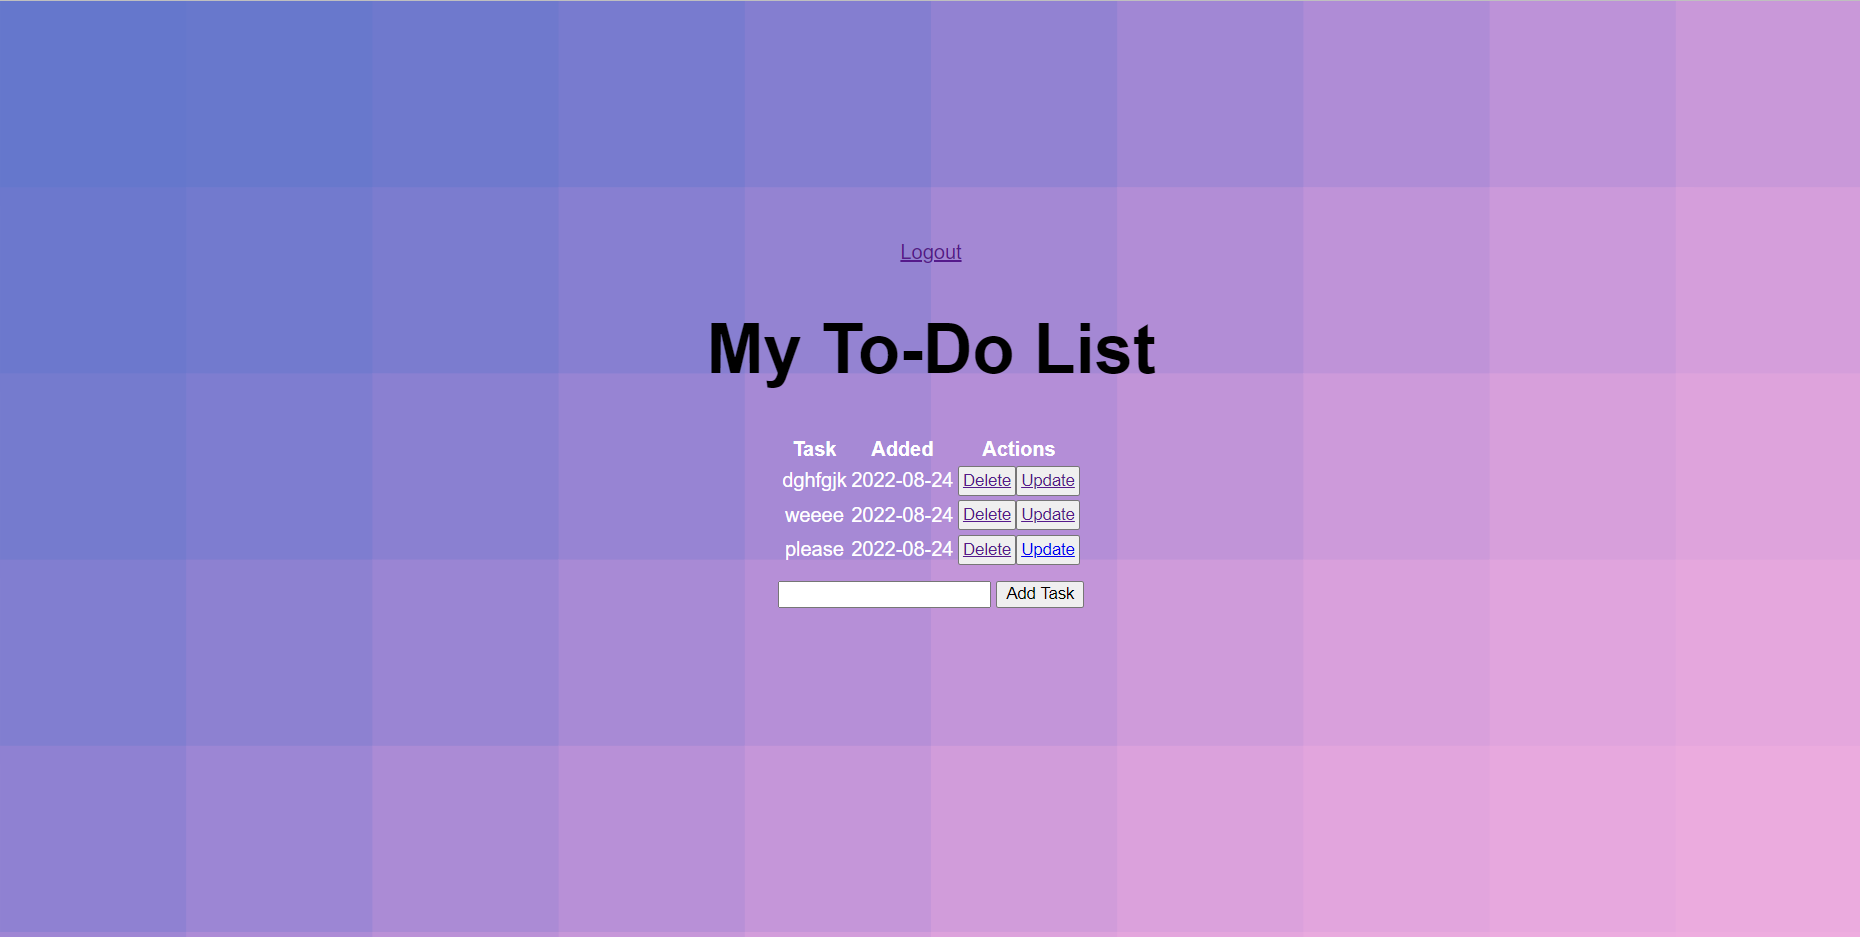 Logout
My To-Do List
Task Added Actions
dghfgjk 2022-08-24 Delete Update
weeee 2022-08-24 Delete Update
please 2022-08-24 Delete Update
Add Task